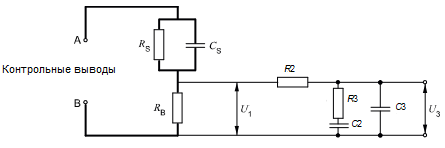 A
R_S
C_S
R2
Контрольные выводы
R3
C3
B
R_B
U_1
U_3
C2